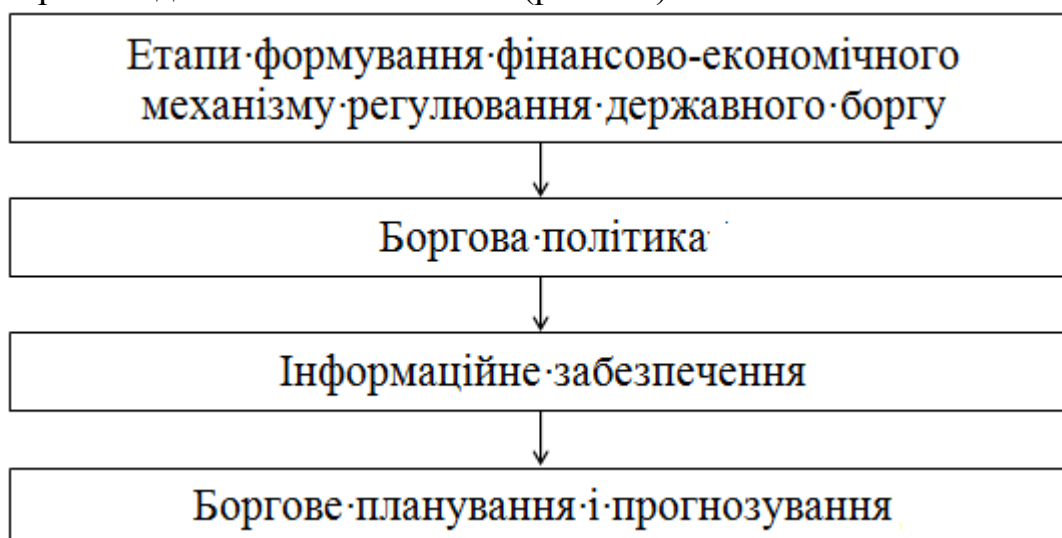 Етапи·формування·фінансово-економічного
механізму·регулювання·державного·боргу
Боргова·політика
Інформаційне·забезпечення
Боргове·планування·і·прогнозування